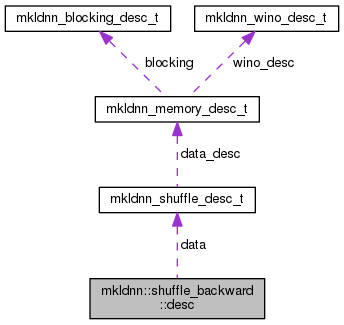 mkldnn_blocking_desc_t
mkldnn_wino_desc_t
blocking
wino_desc
mkldnn_memory_desc_t
data_desc
mkldnn_shuffle_desc_t
data
mkldnn::shuffle_backward
::desc